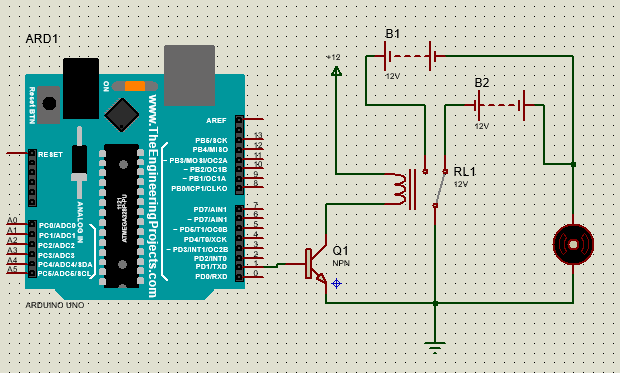 ARD1
B1
12V
B2
12V
+12
ON
Reset BTN
www.TheEngineeringProjects.com
AREF
13
PB5/SCK
12
PB4/MISO
11
~ PB3/MOSI/OC2A
10
~ PB2/OC1B
9
~ PB1/OC1A
8
PB0/ICP1/CLKO
RESET
ANALOG IN
A0
PC0/ADC0
A1
PC1/ADC1
A2
PC2/ADC2
A3
PC3/ADC3
A4
PC4/ADC4/SDA
A5
PC5/ADC5/SCL
7
PD7/AIN1
6
~ PD7/AIN1
5
~ PD5/T1/OC0B
4
PD4/T0/XCK
3
~ PD3/INT1/OC2B
2
PD2/INT0
1
PD1/TXD
0
PD0/RXD
RL1
12V
Q1
NPN
ARDUINO UNO